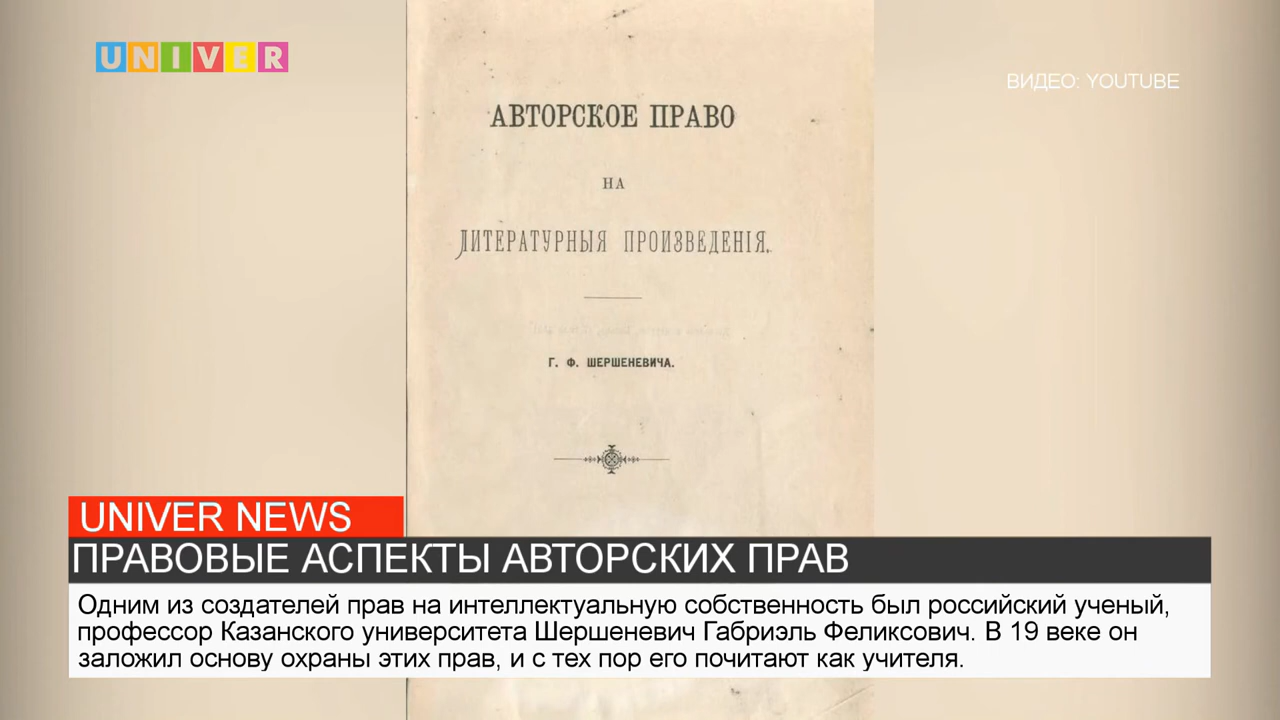 UNIVER
ВИДЕО: YOUTUBE
АВТОРСКОЕ ПРАВО
НА
ЛИТЕРАТУРНЫЯ ПРОИЗВЕДЕНІЯ.
Г. Ф. ШЕРШЕНЕВИЧА.
UNIVER NEWS
ПРАВОВЫЕ АСПЕКТЫ АВТОРСКИХ ПРАВ
Одним из создателей прав на интеллектуальную собственность был российский ученый,
профессор Казанского университета Шершеневич Габриэль Феликсович. В 19 веке он
заложил основу охраны этих прав, и с тех пор его почитают как учителя.